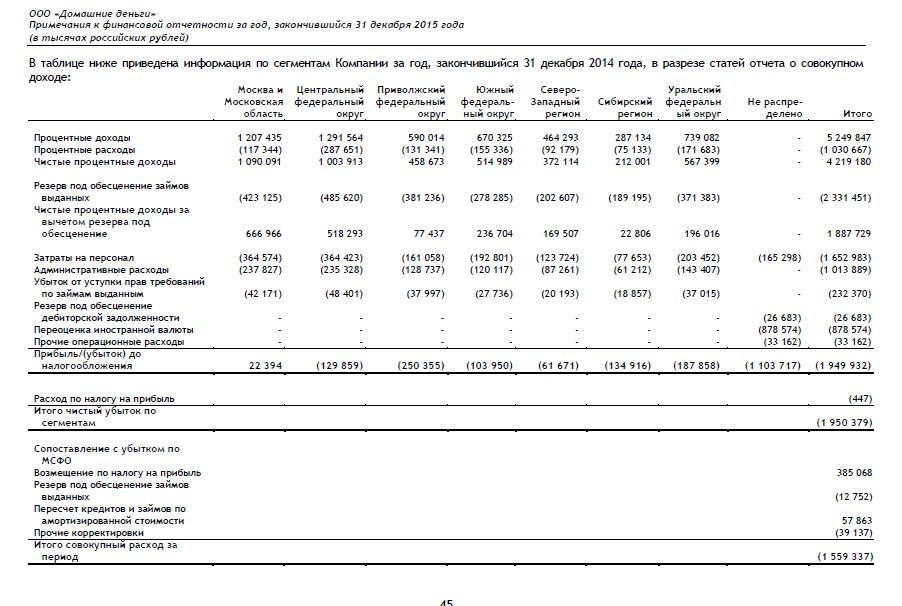 ООО «Домашние деньги»
Примечания к финансовой отчетности за год, закончившийся 31 декабря 2015 года
(в тысячах российских рублей)
В таблице ниже приведена информация по сегментам Компании за год, закончившийся 31 декабря 2014 года, в разрезе статей отчета о совокупном
доходе:
Москва и Центральный Приволжский Южный Северо- Уральский
Московская федеральный федеральный федераль- Западный Сибирский федеральн Не распре-
область округ округ ный округ регион регион ый округ делено Итого
Процентные доходы 1 207 435 1 291 564 590 014 670 325 464 293 287 134 739 082 - 5 249 847
Процентные расходы (117 344) (287 651) (131 341) (155 336) (92 179) (75 133) (171 683) - (1 030 667)
Чистые процентные доходы 1 090 091 1 003 913 458 673 514 989 372 114 212 001 567 399 - 4 219 180
Резерв под обесценение займов
выданных (423 125) (485 620) (381 236) (278 285) (202 607) (189 195) (371 383) - (2 331 451)
Чистые процентные доходы за
вычетом резерва под
обесценение 666 966 518 293 77 437 236 704 169 507 22 806 196 016 - 1 887 729
Затраты на персонал (364 574) (364 423) (161 058) (192 801) (123 724) (77 653) (203 452) (165 298) (1 652 983)
Административные расходы (237 827) (235 328) (128 737) (120 117) (87 261) (61 212) (143 407) - (1 013 889)
Убыток от уступки прав требований
по займам выданным (42 171) (48 401) (37 997) (27 736) (20 193) (18 857) (37 015) - (232 370)
Резерв под обесценение
дебиторской задолженности - - - - - - - (26 683) (26 683)
Переоценка иностранной валюты - - - - - - - (878 574) (878 574)
Прочие операционные расходы - - - - - - - (33 162) (33 162)
Прибыль/(убыток) до
налогообложения 22 394 (129 859) (250 355) (103 950) (61 671) (134 916) (187 858) (1 103 717) (1 949 932)
Расход по налогу на прибыль (447)
Итого чистый убыток по
сегментам (1 950 379)
Сопоставление с убытком по
МСФО
Возмещение по налогу на прибыль 385 068
Резерв под обесценение займов
выданных (12 752)
Пересчет кредитов и займов по
амортизированной стоимости 57 863
Прочие корректировки (39 137)
Итого совокупный расход за
период (1 559 337)
45